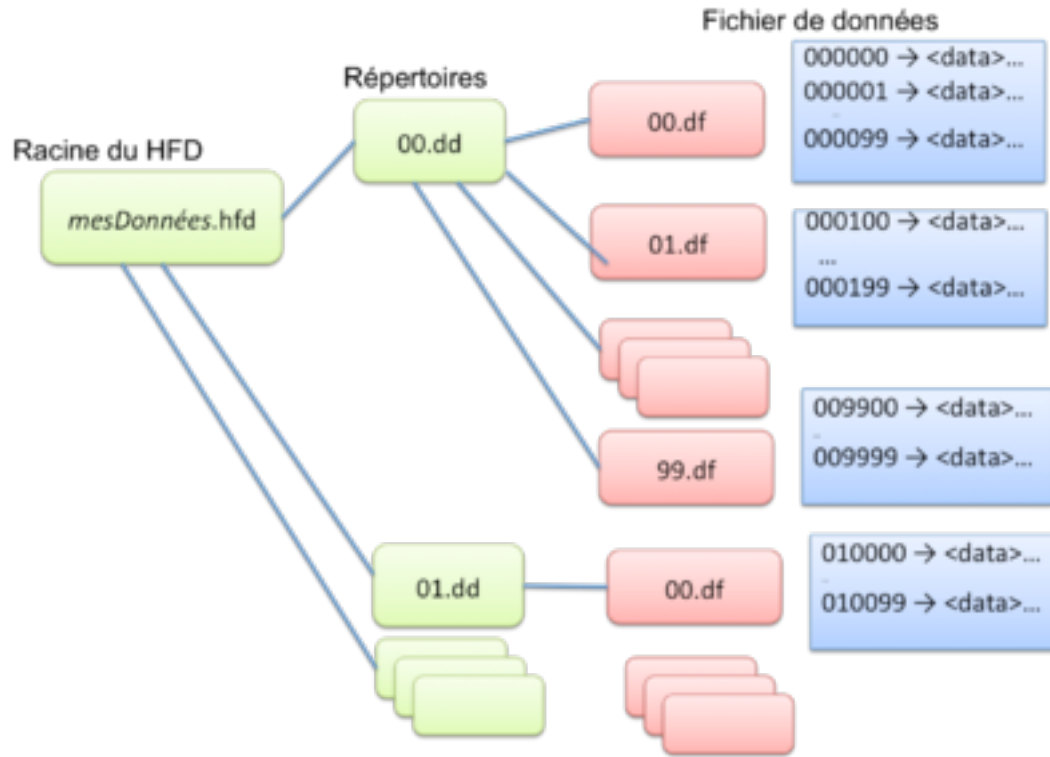 Fichier de données
Répertoires
Racine du HFD
mesDonnées.hfd
00.dd
00.df
000000 → <data>...
000001 → <data>...
..
000099 → <data>...
01.df
000100 → <data>...
...
000199 → <data>...
99.df
009900 → <data>...
..
009999 → <data>...
01.dd
00.df
010000 → <data>...
..
010099 → <data>...